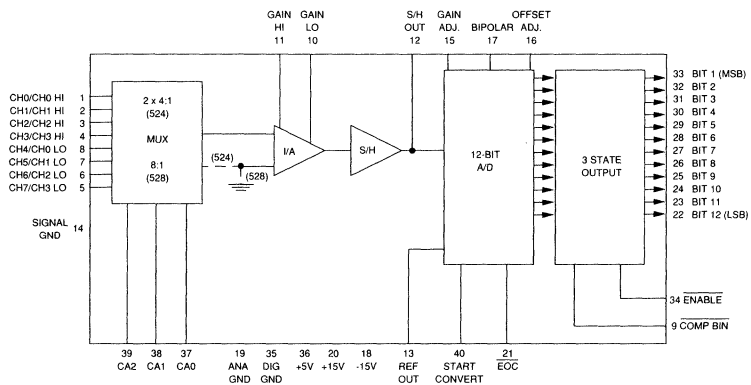 GAIN HI 11
GAIN LO 10
S/H OUT 12
GAIN ADJ. 15
BIPOLAR 17
OFFSET ADJ. 16
CH0/CH0 HI 1
CH1/CH1 HI 2
CH2/CH2 HI 3
CH3/CH3 HI 4
CH4/CH0 LO 8
CH5/CH1 LO 7
CH6/CH2 LO 6
CH7/CH3 LO 5
SIGNAL GND 14
2 x 4:1
(524)
MUX
8:1
(528)
(524)
(528)
I/A
S/H
12-BIT
A/D
3 STATE
OUTPUT
33 BIT 1 (MSB)
32 BIT 2
31 BIT 3
30 BIT 4
29 BIT 5
28 BIT 6
27 BIT 7
26 BIT 8
25 BIT 9
24 BIT 10
23 BIT 11
22 BIT 12 (LSB)
34 ENABLE
9 COMP BIN
39 CA2
38 CA1
37 CA0
19 ANA GND
35 DIG GND
36 +5V
20 +15V
18 -15V
13 REF OUT
40 START CONVERT
21 EOC